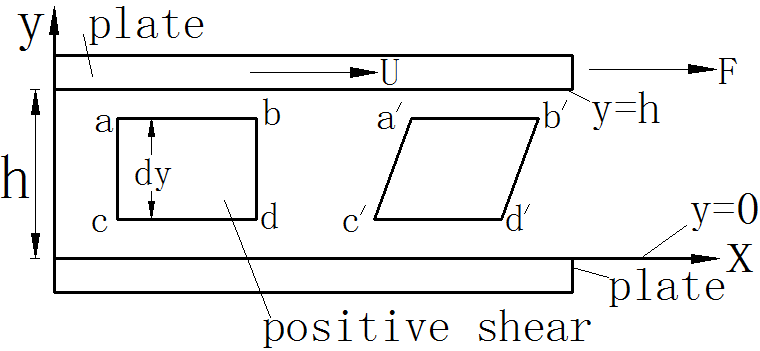 y
plate
U
F
a
b
a′
b′
y=h
h
dy
c
d
c′
d′
y=0
X
plate
positive shear